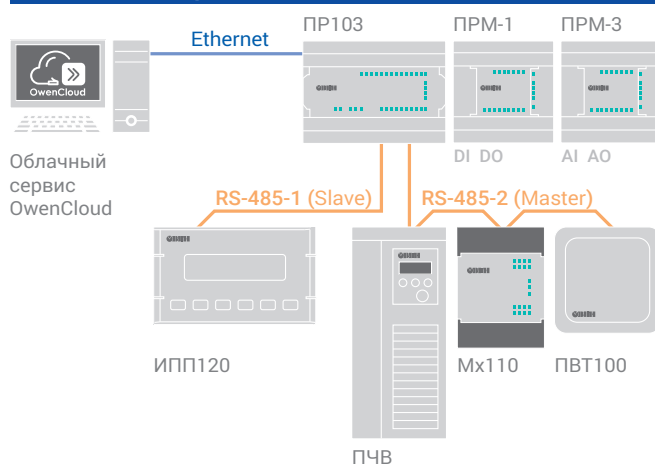 ПР103
ПРМ-1
ПРМ-3
Ethernet
OwenCloud
DI DO
AI AO
Облачный
сервис
OwenCloud
RS-485-1 (Slave)
RS-485-2 (Master)
ИПП120
Мх110
ПВТ100
ПЧВ